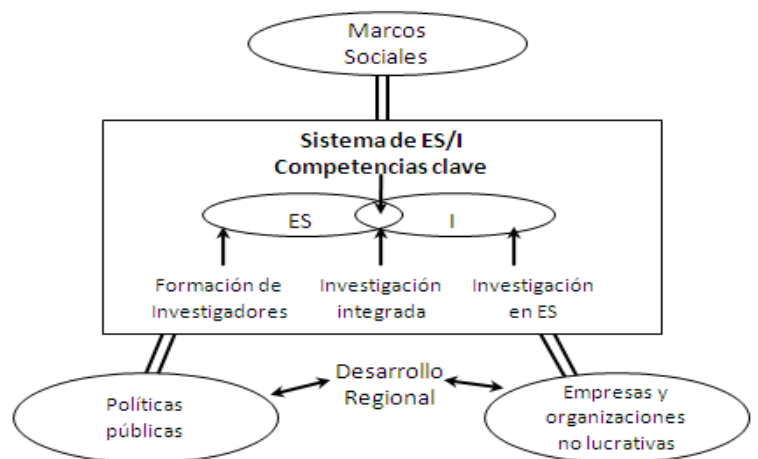 Marcos
Sociales
Sistema de ES/I
Competencias clave
ES
I
Formación de
Investigadores
Investigación
integrada
Investigación
en ES
Desarrollo
Regional
Políticas
públicas
Empresas y
organizaciones
no lucrativas